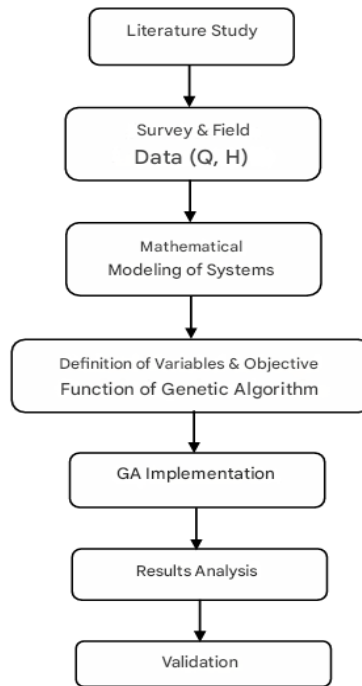 Literature Study
Survey & Field
Data (Q, H)
Mathematical
Modeling of Systems
Definition of Variables & Objective
Function of Genetic Algorithm
GA Implementation
Results Analysis
Validation